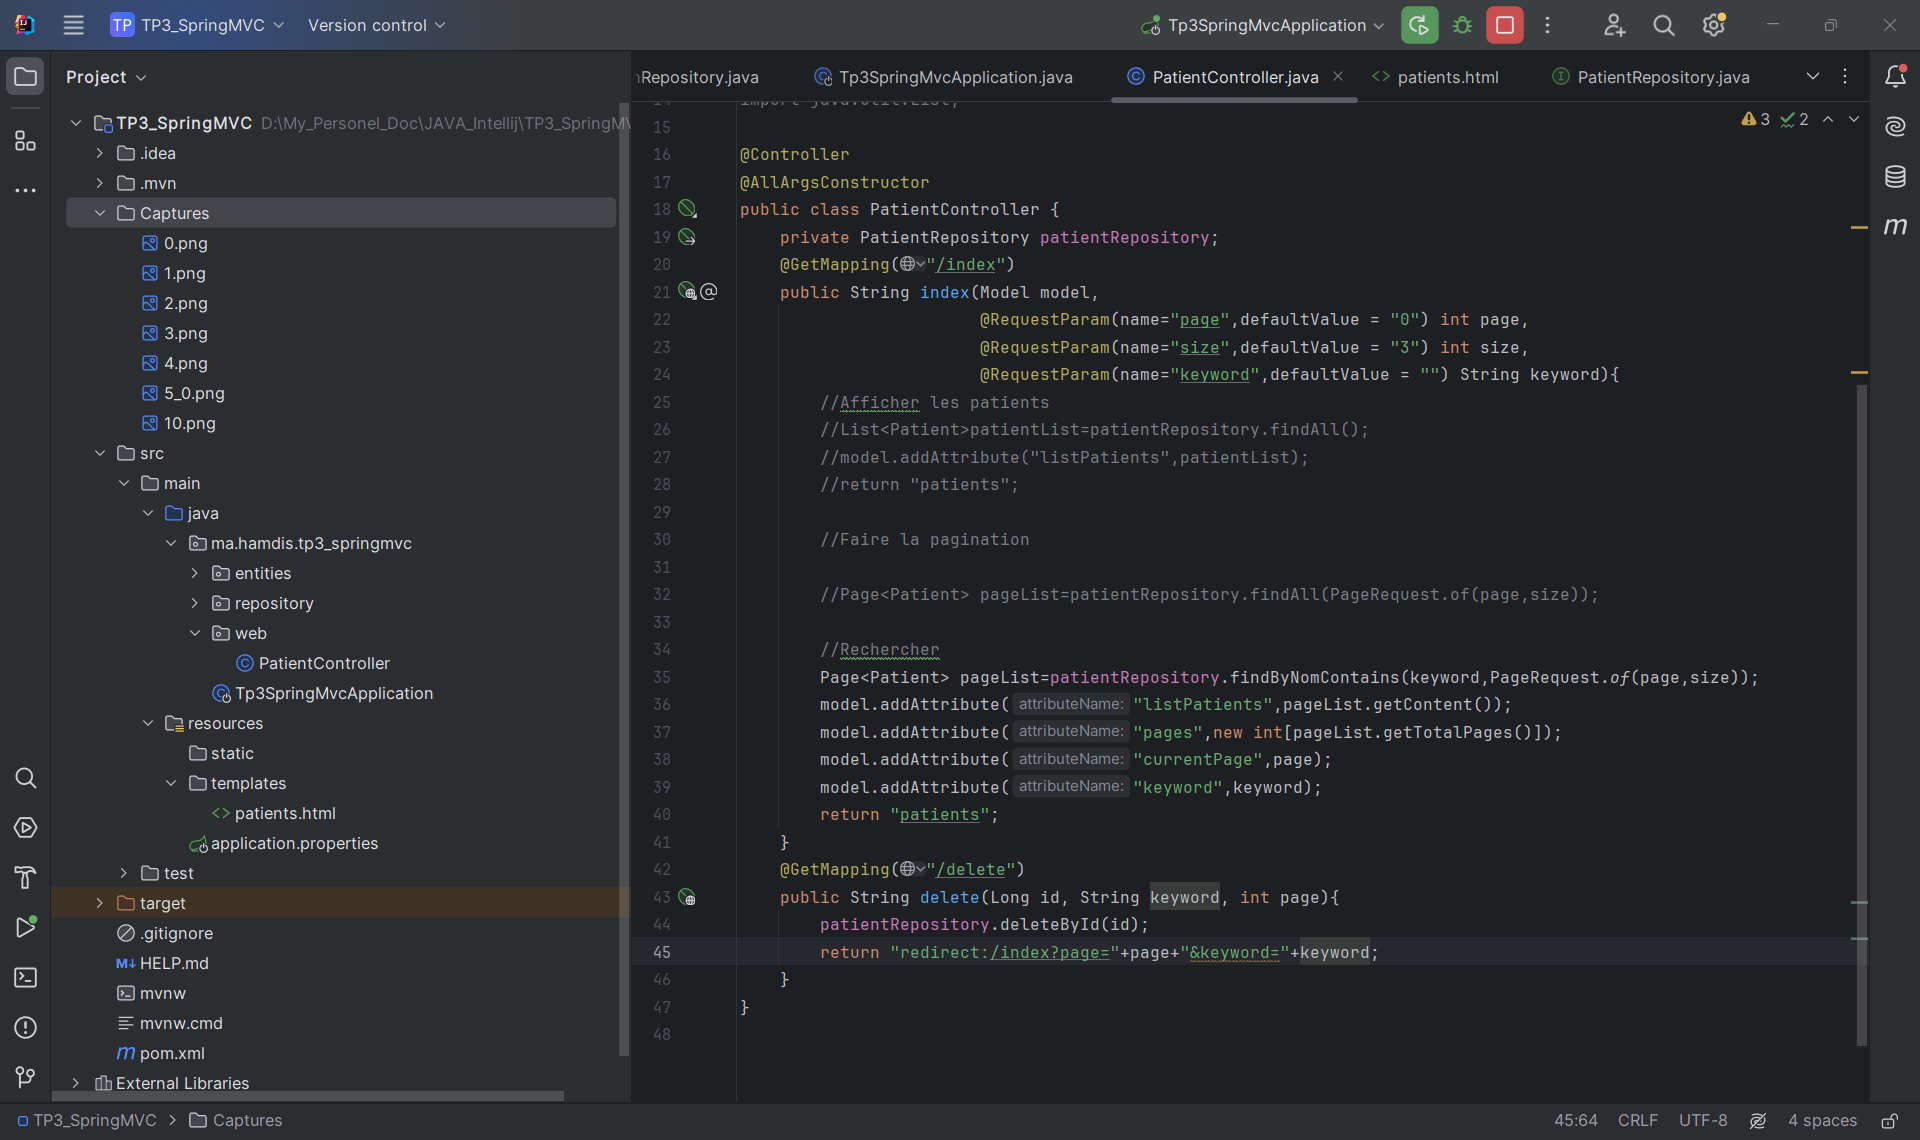 TP TP3_SpringMVC Version control Tp3SpringMvcApplication
Project
TP3_SpringMVC D:\My_Personel_Doc\JAVA_Intellij\TP3_SpringMV
.idea
.mvn
Captures
0.png
1.png
2.png
3.png
4.png
5_0.png
10.png
src
main
java
ma.hamdis.tp3_springmvc
entities
repository
web
PatientController
Tp3SpringMvcApplication
resources
static
templates
patients.html
application.properties
test
target
.gitignore
HELP.md
mvnw
mvnw.cmd
pom.xml
External Libraries
nRepository.java Tp3SpringMvcApplication.java PatientController.java patients.html PatientRepository.java
3 2
14 import java.util.List;
15
16 @Controller
17 @AllArgsConstructor
18 public class PatientController {
19 private PatientRepository patientRepository;
20 @GetMapping("/index")
21 public String index(Model model,
22 @RequestParam(name="page",defaultValue = "0") int page,
23 @RequestParam(name="size",defaultValue = "3") int size,
24 @RequestParam(name="keyword",defaultValue = "") String keyword){
25 //Afficher les patients
26 //List<Patient>patientList=patientRepository.findAll();
27 //model.addAttribute("listPatients",patientList);
28 //return "patients";
29
30 //Faire la pagination
31
32 //Page<Patient> pageList=patientRepository.findAll(PageRequest.of(page,size));
33
34 //Rechercher
35 Page<Patient> pageList=patientRepository.findByNomContains(keyword,PageRequest.of(page,size));
36 model.addAttribute( attributeName: "listPatients",pageList.getContent());
37 model.addAttribute( attributeName: "pages",new int[pageList.getTotalPages()]);
38 model.addAttribute( attributeName: "currentPage",page);
39 model.addAttribute( attributeName: "keyword",keyword);
40 return "patients";
41 }
42 @GetMapping("/delete")
43 public String delete(Long id, String keyword, int page){
44 patientRepository.deleteById(id);
45 return "redirect:/index?page="+page+"&keyword="+keyword;
46 }
47 }
48
TP3_SpringMVC > Captures 45:64 CRLF UTF-8 4 spaces